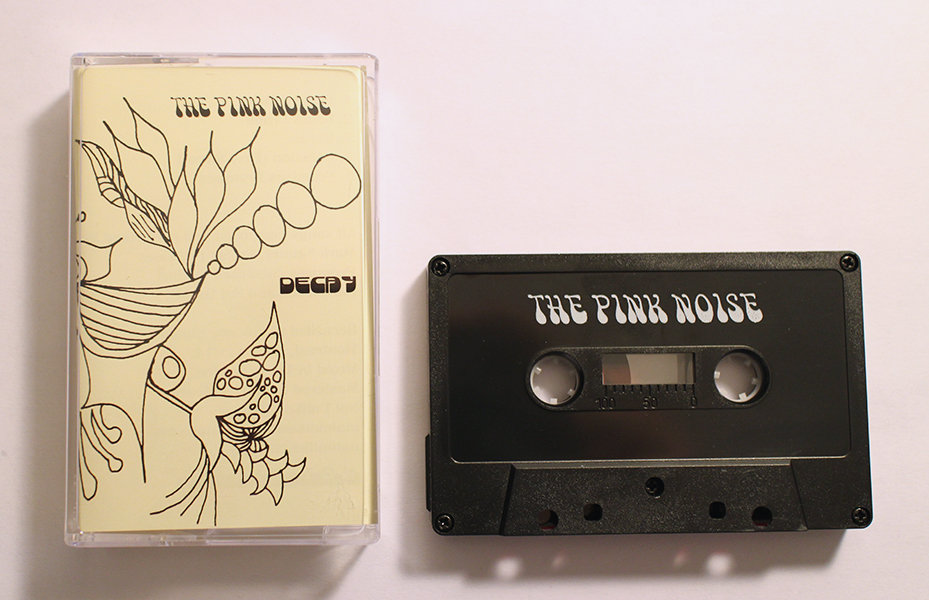 THE PINK NOISE
DECAY
THE PINK NOISE
100 50 0